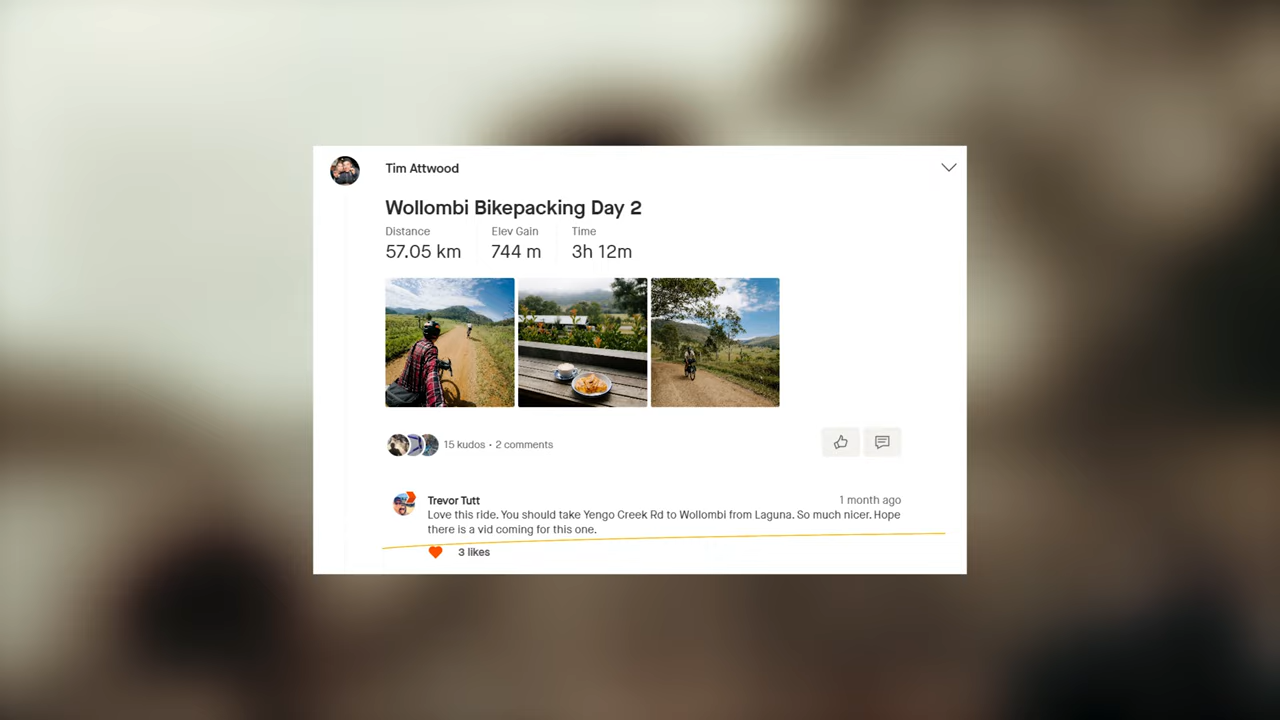 Tim Attwood
Wollombi Bikepacking Day 2
Distance Elev Gain Time
57.05 km 744 m 3h 12m
15 kudos • 2 comments
Trevor Tutt 1 month ago
Love this ride. You should take Yengo Creek Rd to Wollombi from Laguna. So much nicer. Hope
there is a vid coming for this one.
3 likes